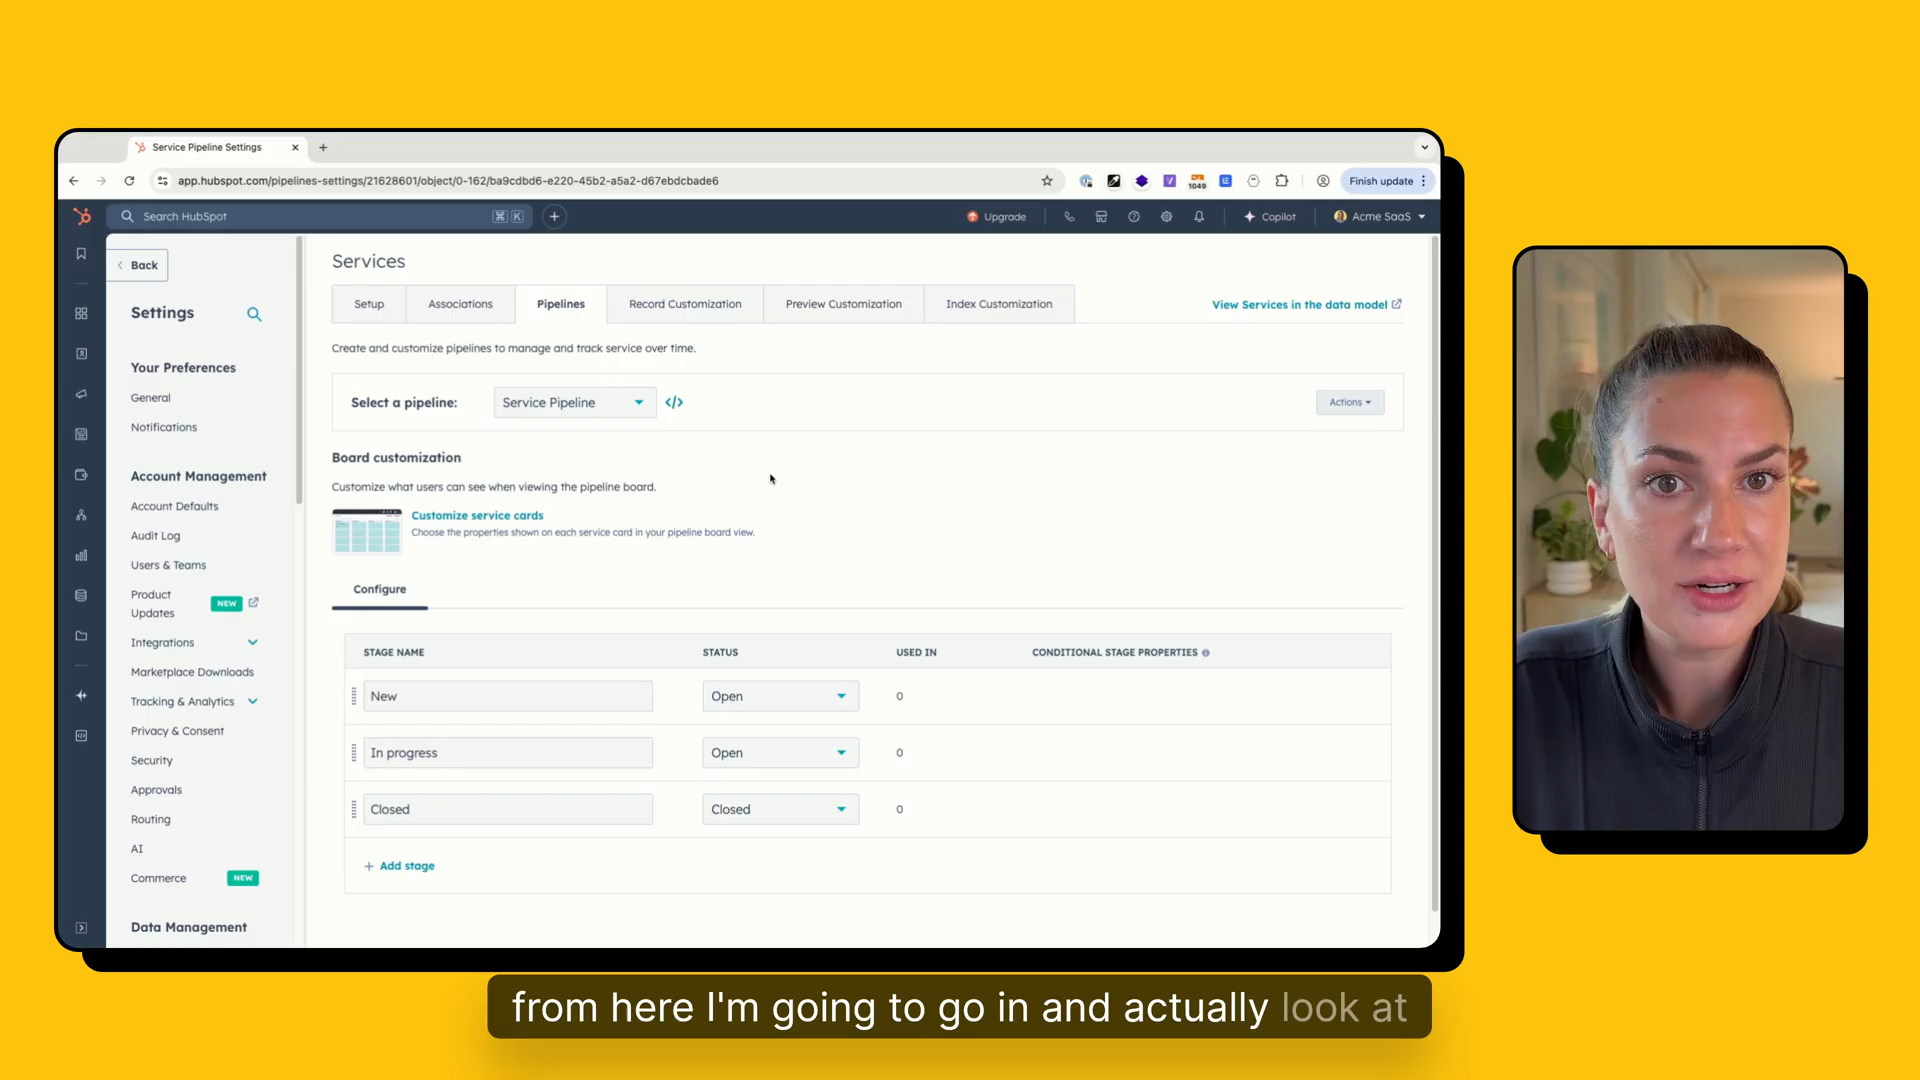 Service Pipeline Settings
app.hubspot.com/pipelines-settings/21628601/object/0-162/ba9cdbd6-e220-45b2-a5a2-d67ebdcbade6
1049
Finish update
Search HubSpot
⌘ K
Upgrade
Copilot
Acme SaaS
Back
Settings
Your Preferences
General
Notifications
Account Management
Account Defaults
Audit Log
Users & Teams
Product Updates NEW
Integrations
Marketplace Downloads
Tracking & Analytics
Privacy & Consent
Security
Approvals
Routing
AI
Commerce NEW
Data Management
Services
Setup Associations Pipelines Record Customization Preview Customization Index Customization
View Services in the data model
Create and customize pipelines to manage and track service over time.
Select a pipeline: Service Pipeline </> Actions
Board customization
Customize what users can see when viewing the pipeline board.
Customize service cards
Choose the properties shown on each service card in your pipeline board view.
Configure
STAGE NAME STATUS USED IN CONDITIONAL STAGE PROPERTIES
New Open 0
In progress Open 0
Closed Closed 0
+ Add stage
from here I'm going to go in and actually look at